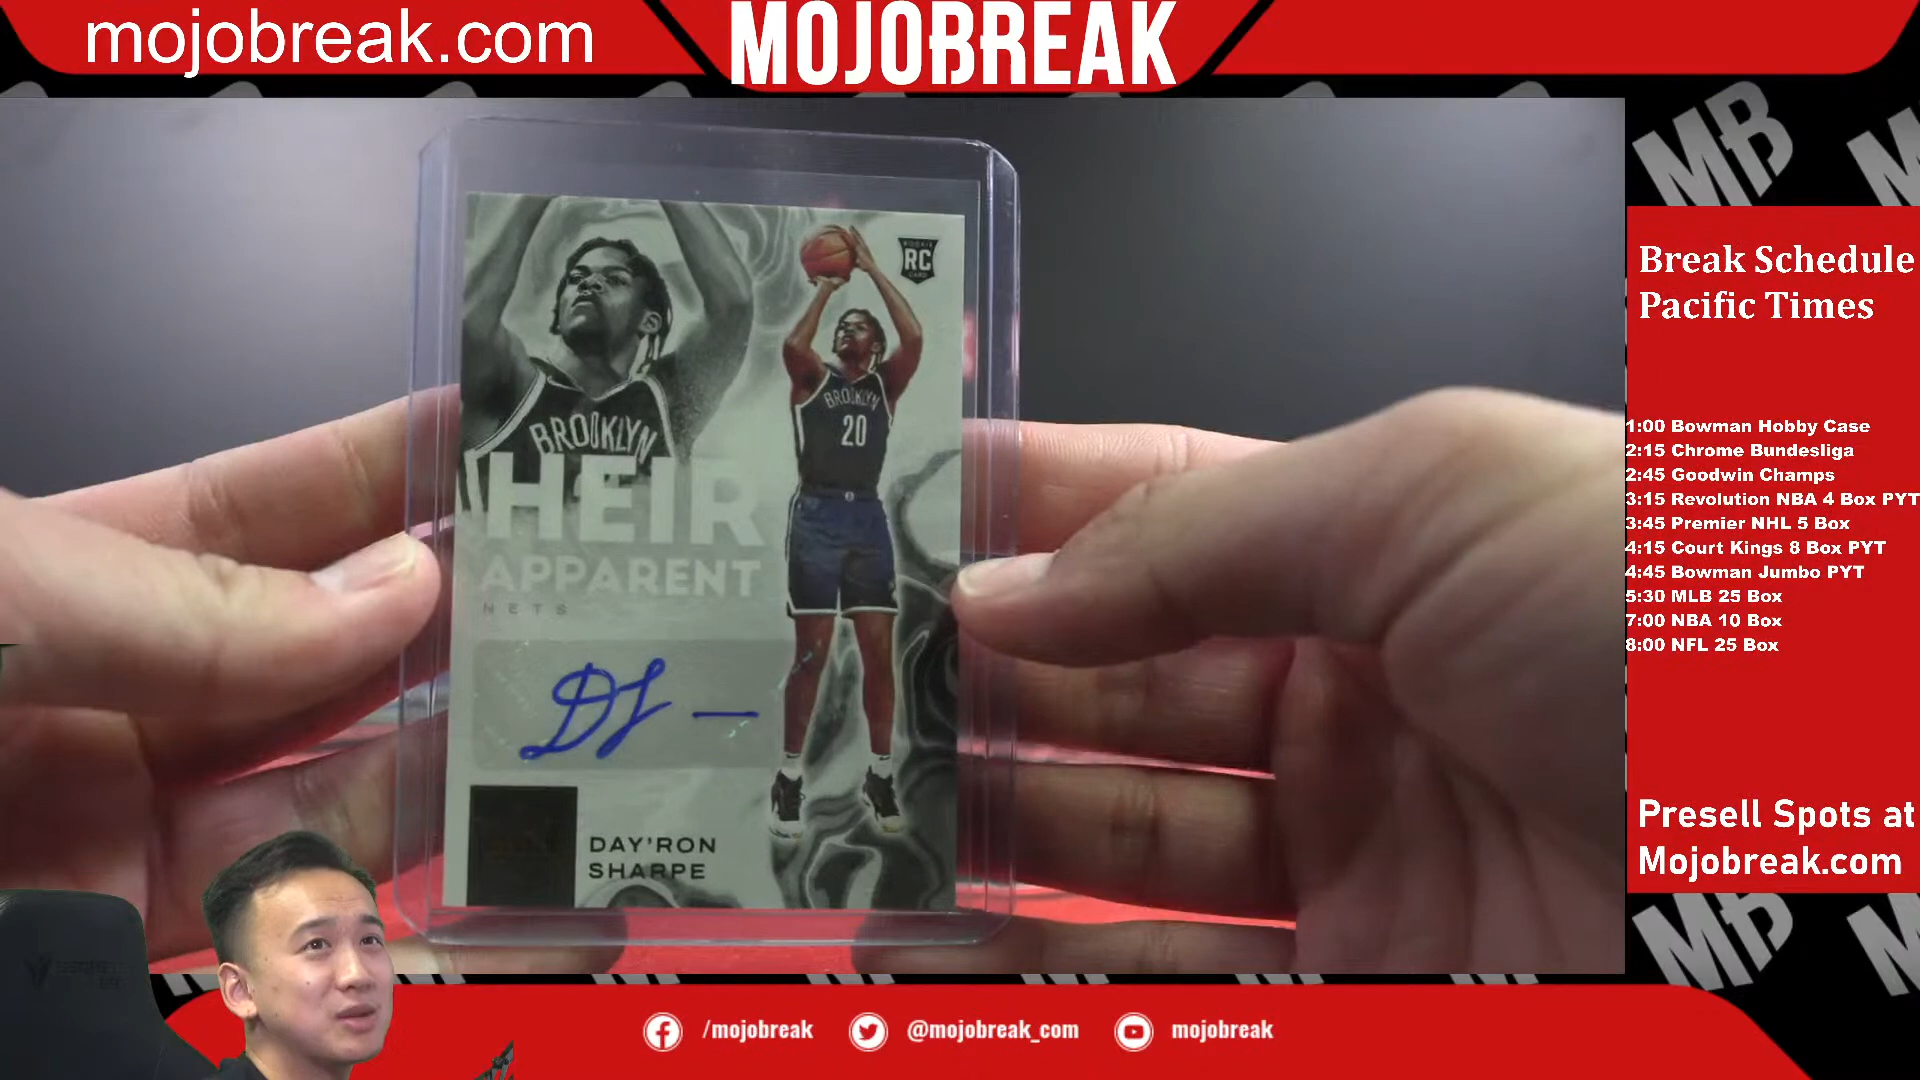 mojobreak.com
MOJOBREAK
MB
Break Schedule
Pacific Times
1:00 Bowman Hobby Case
2:15 Chrome Bundesliga
2:45 Goodwin Champs
3:15 Revolution NBA 4 Box PYT
3:45 Premier NHL 5 Box
4:15 Court Kings 8 Box PYT
4:45 Bowman Jumbo PYT
5:30 MLB 25 Box
7:00 NBA 10 Box
8:00 NFL 25 Box
Presell Spots at
Mojobreak.com
MB
ROOKIE
RC
CARD
BROOKLYN
BROOKLYN
20
HEIR
APPARENT
NETS
DAY'RON
SHARPE
/mojobreak
@mojobreak_com
mojobreak